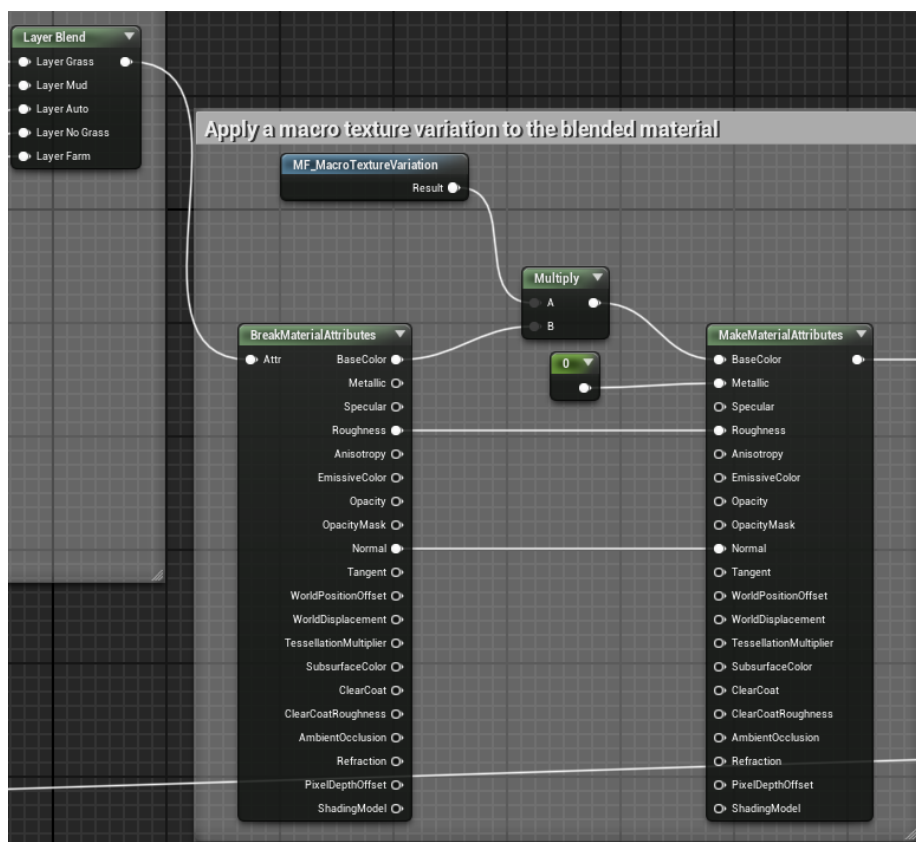 Layer Blend
Layer Grass
Layer Mud
Layer Auto
Layer No Grass
Layer Farm
Apply a macro texture variation to the blended material
MF_MacroTextureVariation
Result
Multiply
A
B
0
BreakMaterialAttributes
Attr BaseColor
Metallic
Specular
Roughness
Anisotropy
EmissiveColor
Opacity
OpacityMask
Normal
Tangent
WorldPositionOffset
WorldDisplacement
TessellationMultiplier
SubsurfaceColor
ClearCoat
ClearCoatRoughness
AmbientOcclusion
Refraction
PixelDepthOffset
ShadingModel
MakeMaterialAttributes
BaseColor
Metallic
Specular
Roughness
Anisotropy
EmissiveColor
Opacity
OpacityMask
Normal
Tangent
WorldPositionOffset
WorldDisplacement
TessellationMultiplier
SubsurfaceColor
ClearCoat
ClearCoatRoughness
AmbientOcclusion
Refraction
PixelDepthOffset
ShadingModel